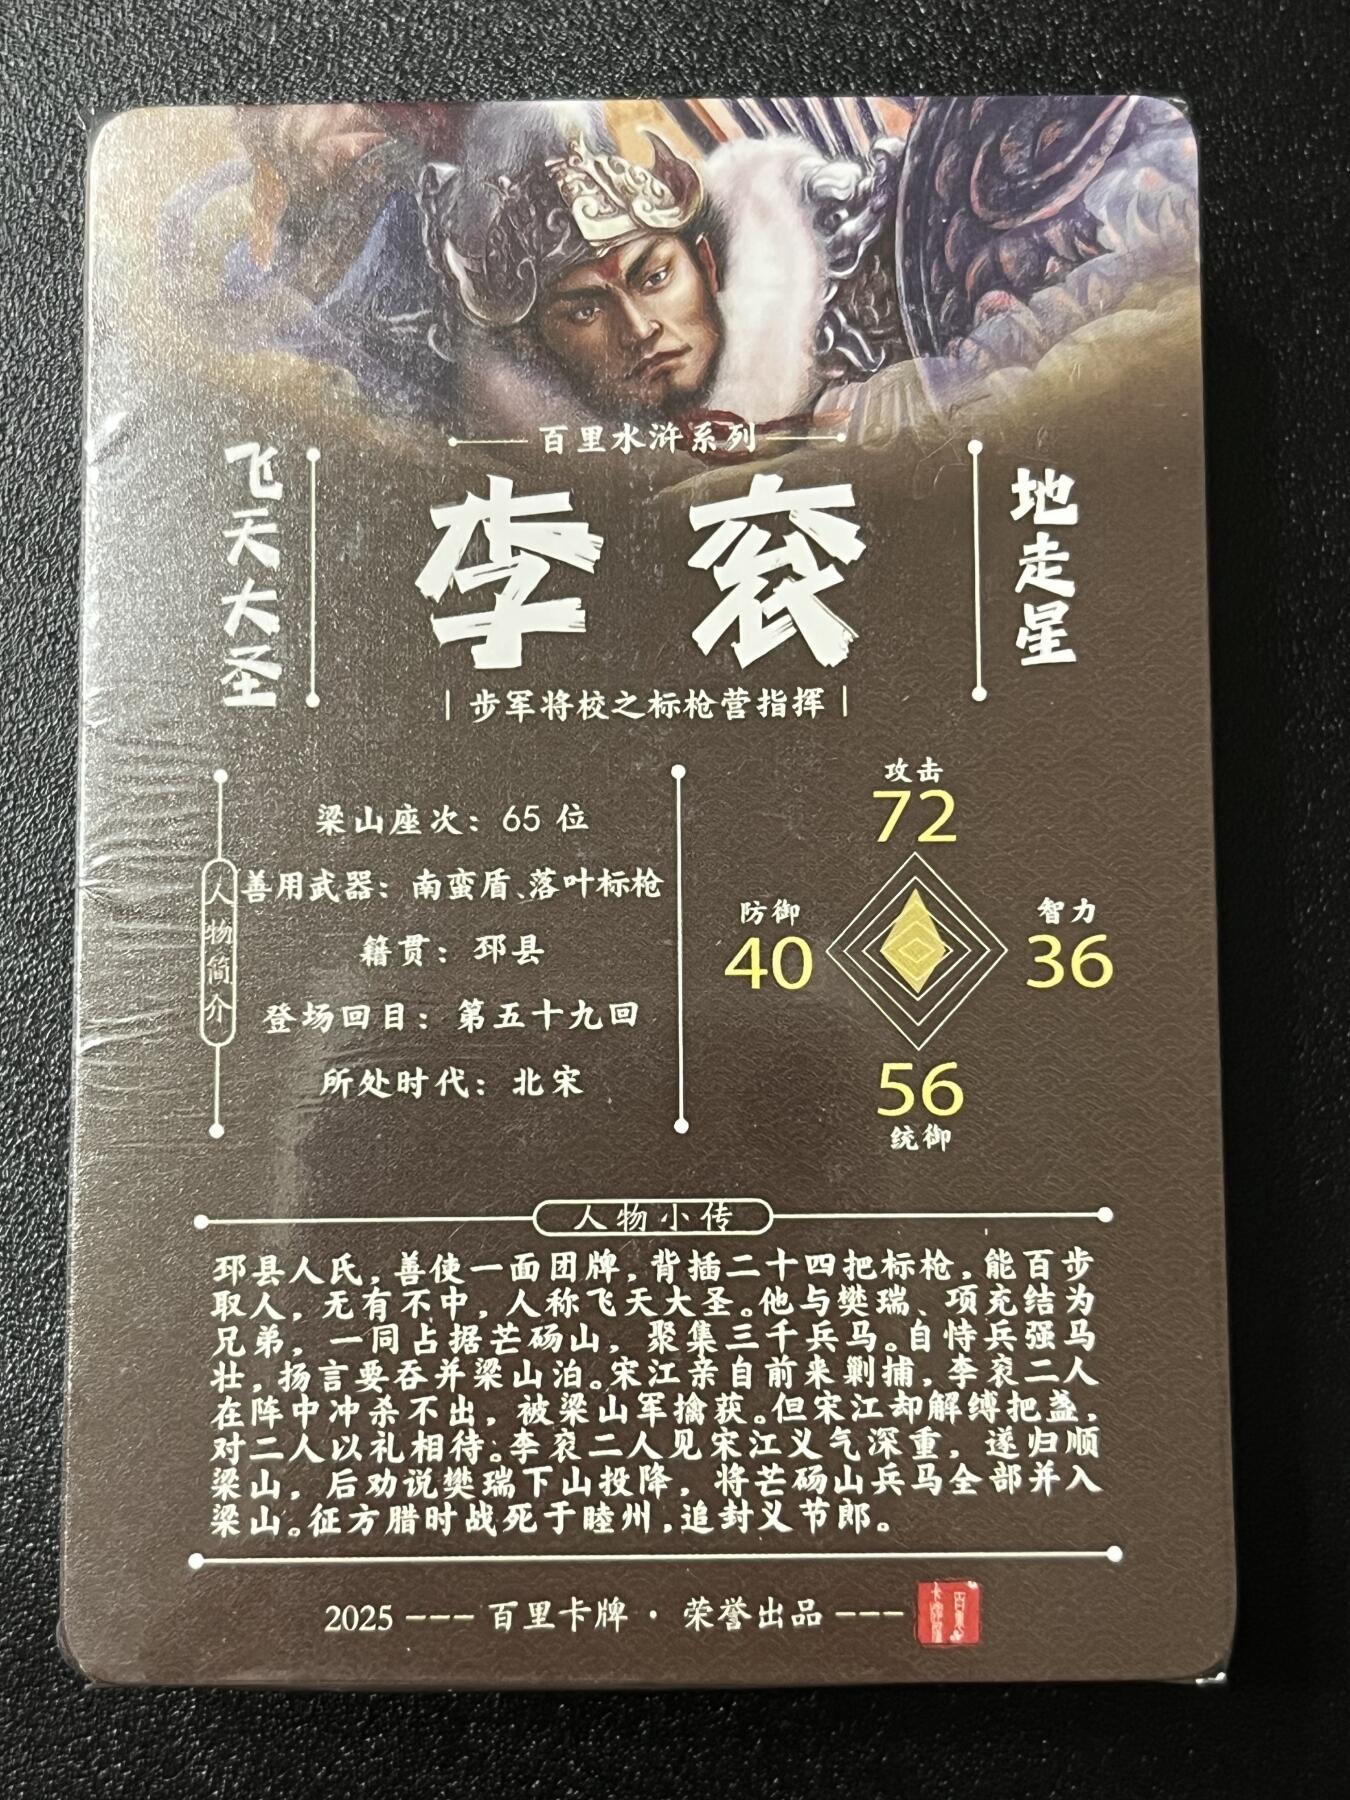 百里水浒系列
飞天大圣
李衮
地走星
步军将校之标枪营指挥
人物简介
梁山座次：65 位
善用武器：南蛮盾、落叶标枪
籍贯：邳县
登场回目：第五十九回
所处时代：北宋
攻击
72
防御
40
智力
36
56
统御
人物小传
邳县人氏，善使一面团牌，背插二十四把标枪，能百步
取人，无有不中，人称飞天大圣。他与樊瑞、项充结为
兄弟，一同占据芒砀山，聚集三千兵马。自恃兵强马
壮，扬言要吞并梁山泊。宋江亲自前来剿捕，李衮二人
在阵中冲杀不出，被梁山军擒获。但宋江却解缚把盏，
对二人以礼相待。李衮二人见宋江义气深重，遂归顺
梁山，后劝说樊瑞下山投降，将芒砀山兵马全部并入
梁山。征方腊时战死于睦州，追封义节郎。
2025 --- 百里卡牌 · 荣誉出品 ---